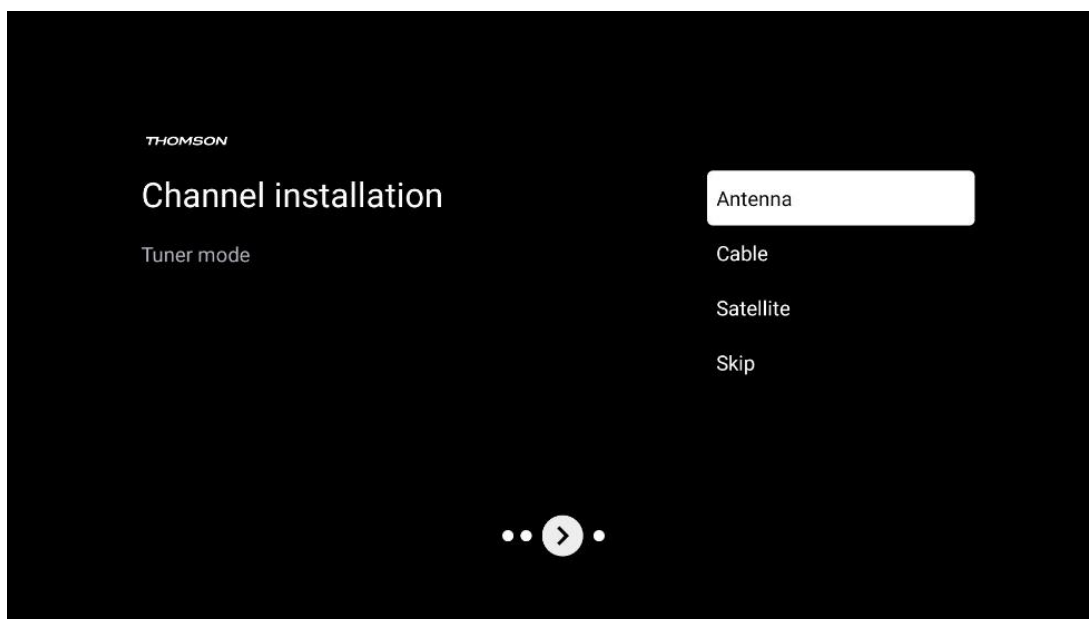 THOMSON
Channel installation
Tuner mode
Antenna
Cable
Satellite
Skip